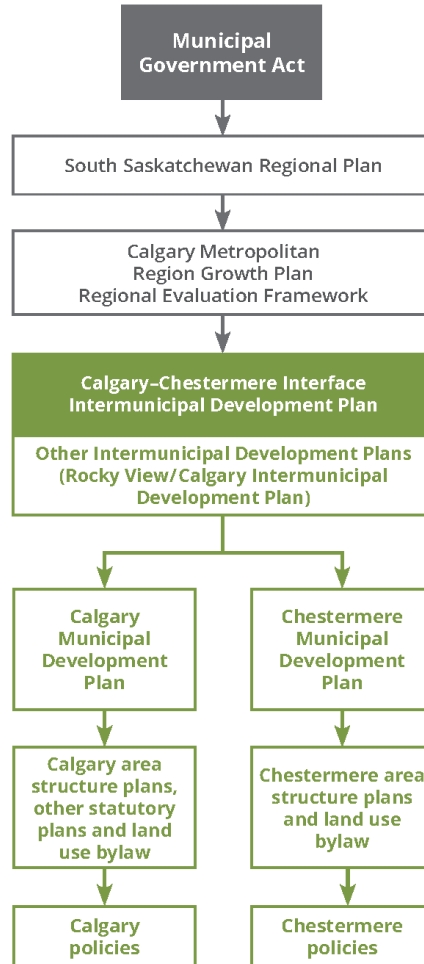 Municipal
Government Act
South Saskatchewan Regional Plan
Calgary Metropolitan
Region Growth Plan
Regional Evaluation Framework
Calgary–Chestermere Interface
Intermunicipal Development Plan
Other Intermunicipal Development Plans
(Rocky View/Calgary Intermunicipal
Development Plan)
Calgary
Municipal
Development
Plan
Chestermere
Municipal
Development
Plan
Calgary area
structure plans,
other statutory
plans and land
use bylaw
Chestermere area
structure plans
and land use
bylaw
Calgary
policies
Chestermere
policies